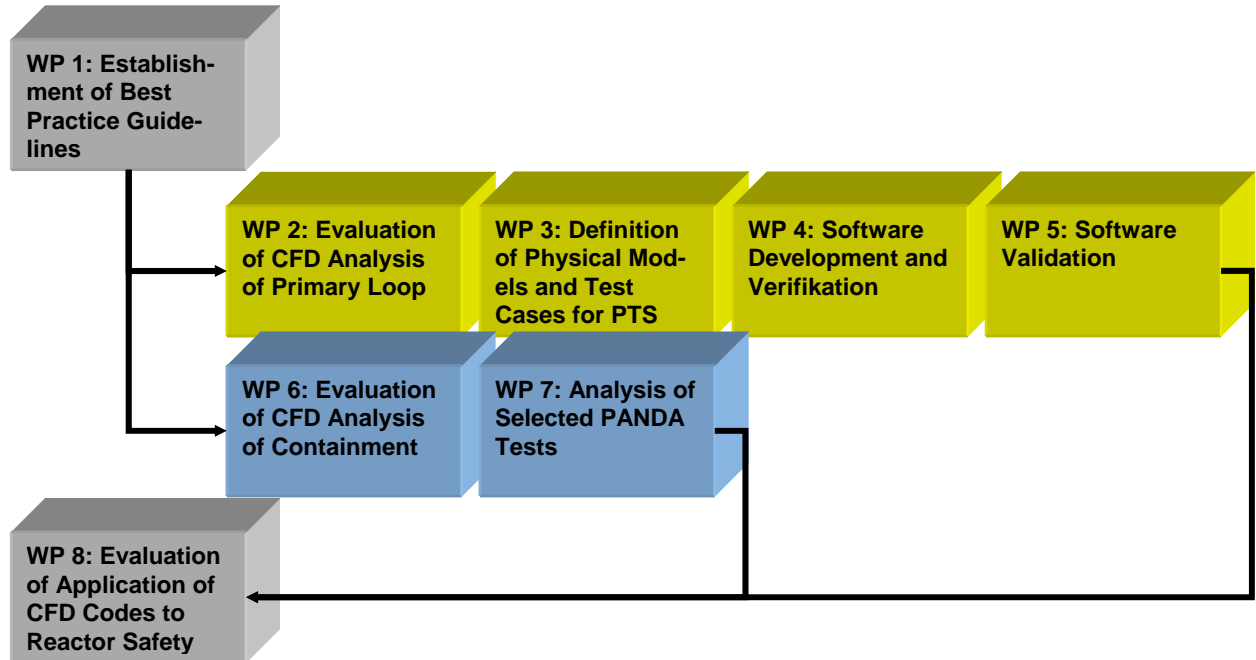 WP 1: Establish-
ment of Best
Practice Guide-
lines
WP 2: Evaluation
of CFD Analysis
of Primary Loop
WP 3: Definition
of Physical Mod-
els and Test
Cases for PTS
WP 4: Software
Development and
Verifikation
WP 5: Software
Validation
WP 6: Evaluation
of CFD Analysis
of Containment
WP 7: Analysis of
Selected PANDA
Tests
WP 8: Evaluation
of Application of
CFD Codes to
Reactor Safety